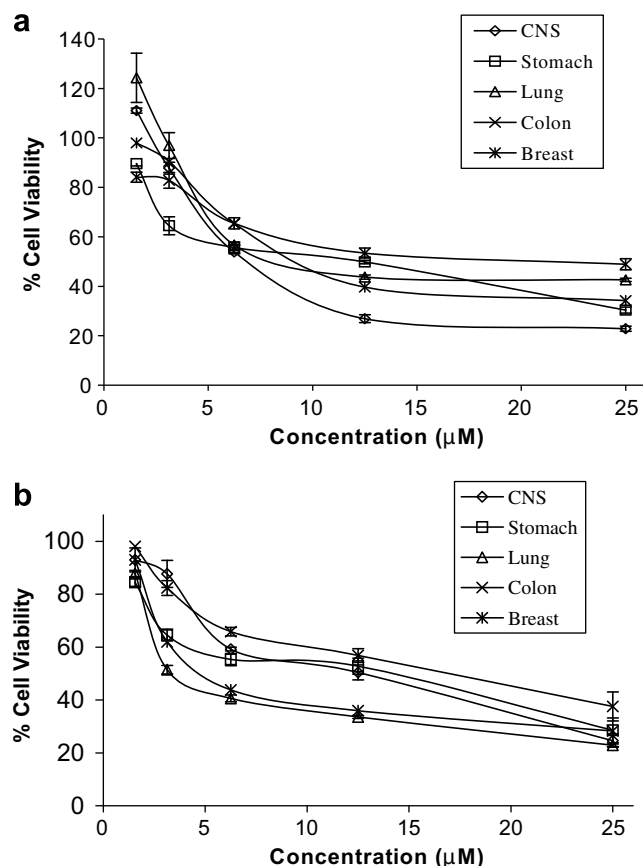 a
140
120
100
80
60
40
20
0
% Cell Viability
CNS
Stomach
Lung
Colon
Breast
0 5 10 15 20 25
Concentration (μM)
b
100
80
60
40
20
0
% Cell Viability
CNS
Stomach
Lung
Colon
Breast
0 5 10 15 20 25
Concentration (μM)